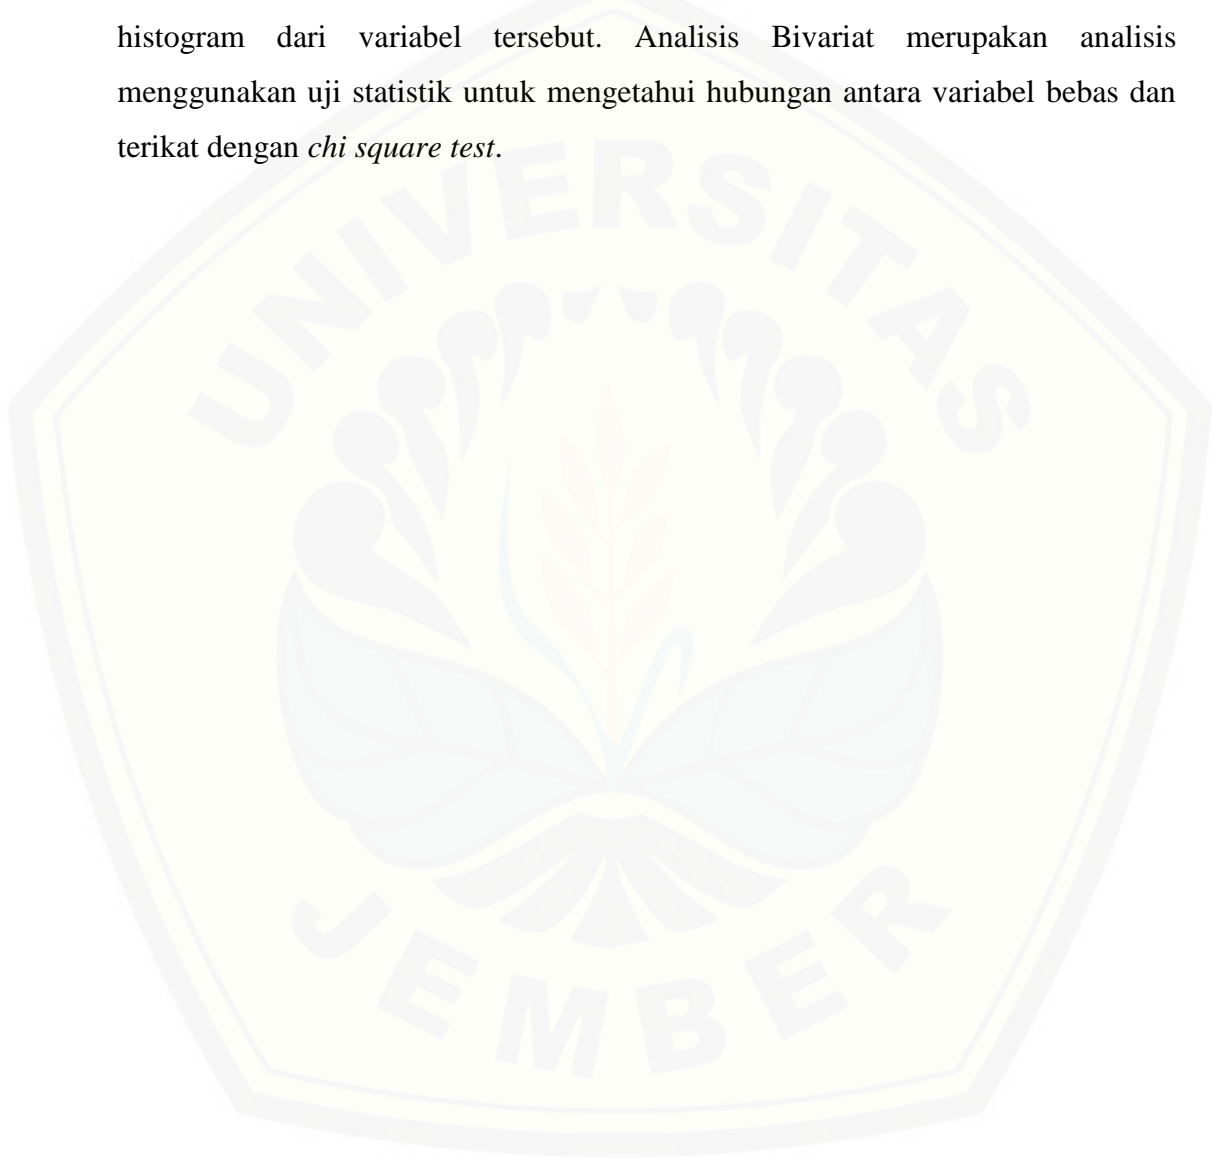 histogram dari variabel tersebut. Analisis Bivariat merupakan analisis
menggunakan uji statistik untuk mengetahui hubungan antara variabel bebas dan
terikat dengan chi square test.
UNIVERSITAS
JEMBER